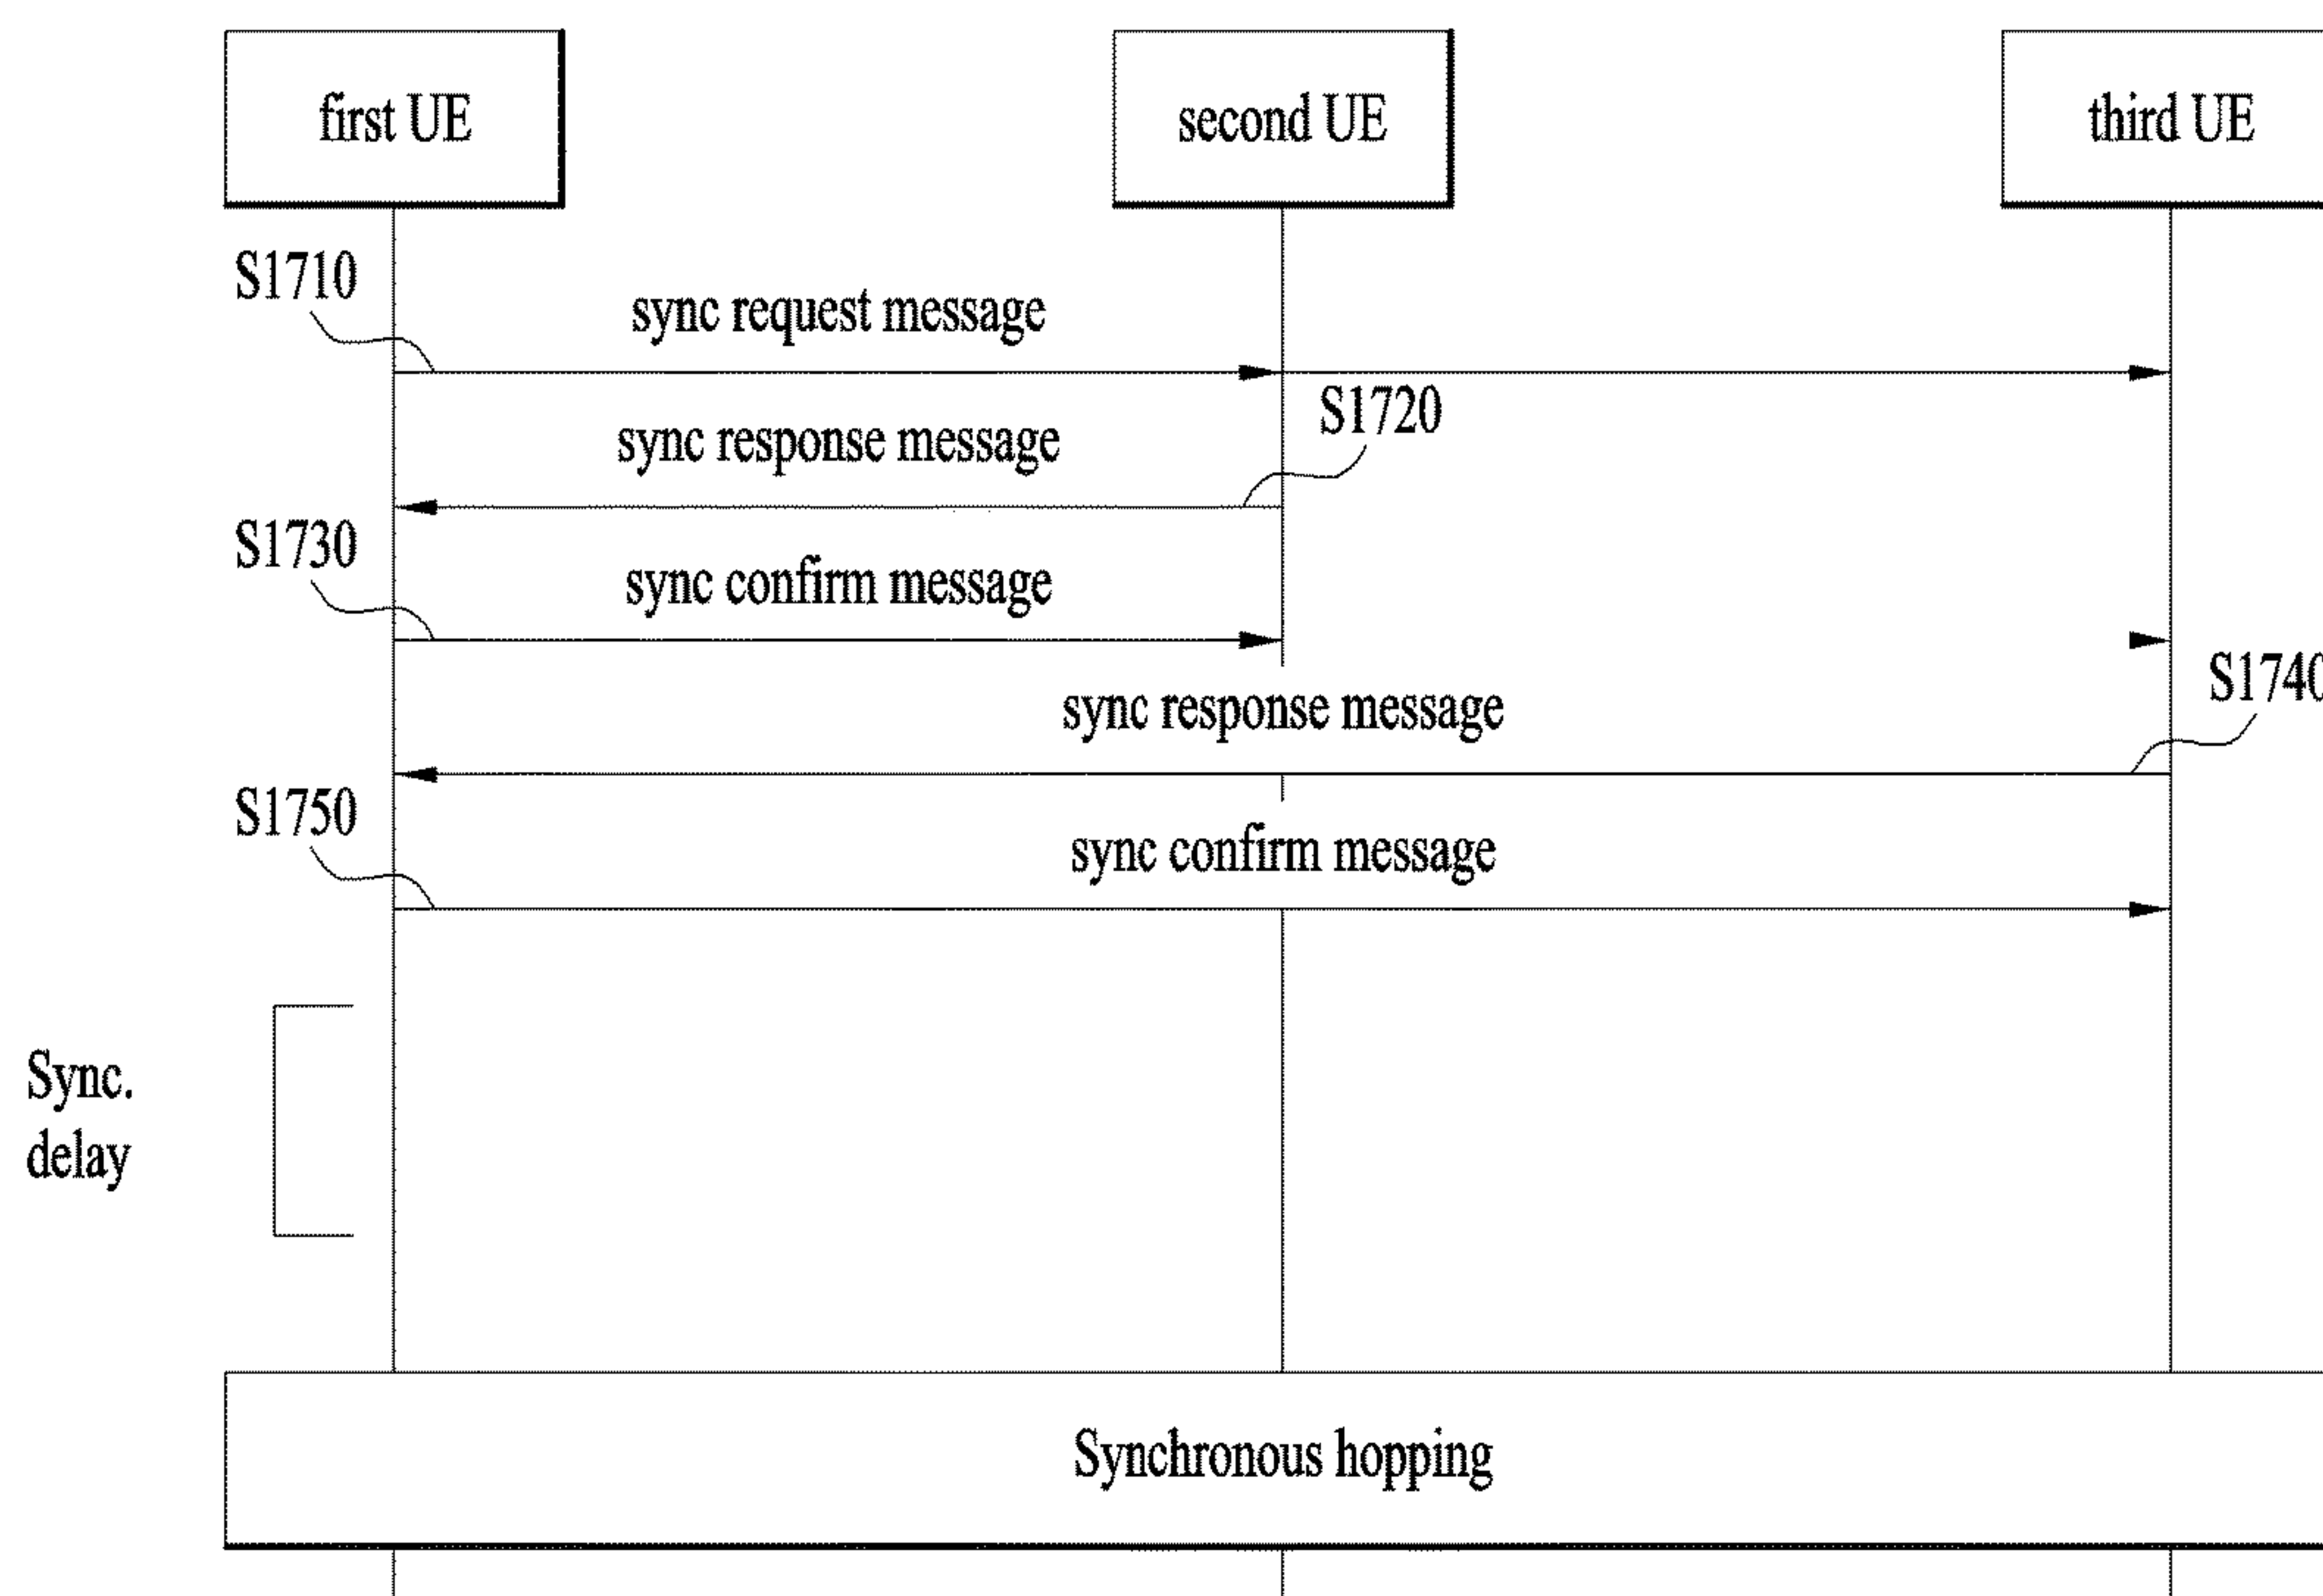 first UE
second UE
third UE
S1710
sync request message
S1720
sync response message
S1730
sync confirm message
S1740
sync response message
S1750
sync confirm message
Sync.
delay
Synchronous hopping